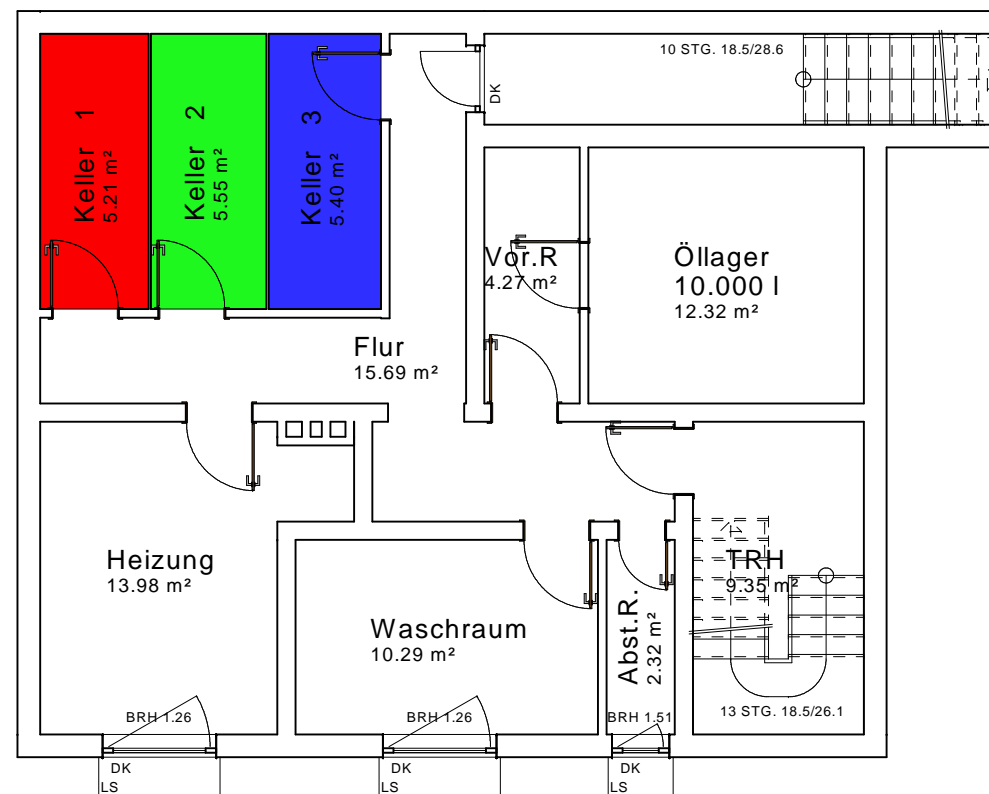 10 STG. 18.5/28.6
DK
Keller 1
5.21 m²
Keller 2
5.55 m²
Keller 3
5.40 m²
Vor.R
4.27 m²
Öllager
10.000 l
12.32 m²
Flur
15.69 m²
Heizung
13.98 m²
Waschraum
10.29 m²
Abst.R.
2.32 m²
TRH
9.35 m²
13 STG. 18.5/26.1
BRH 1.26
BRH 1.26
BRH 1.51
DK
DK
DK
LS
LS
LS